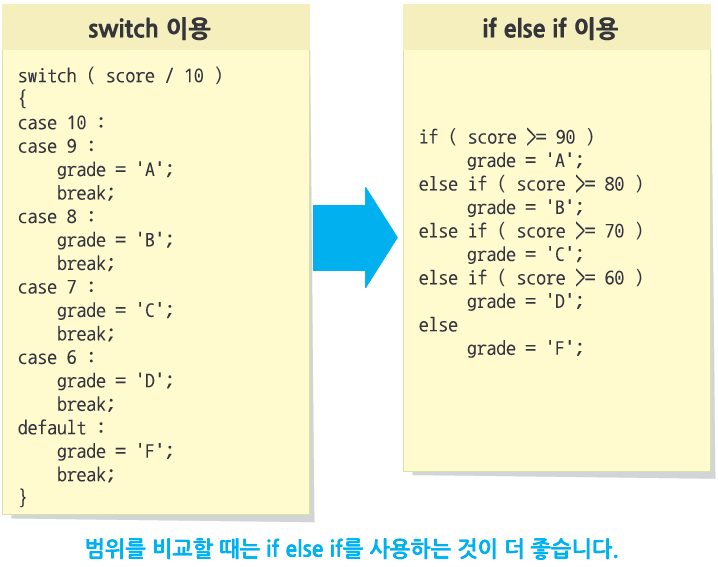 switch 이용
switch ( score / 10 )
{
case 10 :
case 9 :
grade = 'A';
break;
case 8 :
grade = 'B';
break;
case 7 :
grade = 'C';
break;
case 6 :
grade = 'D';
break;
default :
grade = 'F';
break;
}
if else if 이용
if ( score >= 90 )
grade = 'A';
else if ( score >= 80 )
grade = 'B';
else if ( score >= 70 )
grade = 'C';
else if ( score >= 60 )
grade = 'D';
else
grade = 'F';
범위를 비교할 때는 if else if를 사용하는 것이 더 좋습니다.